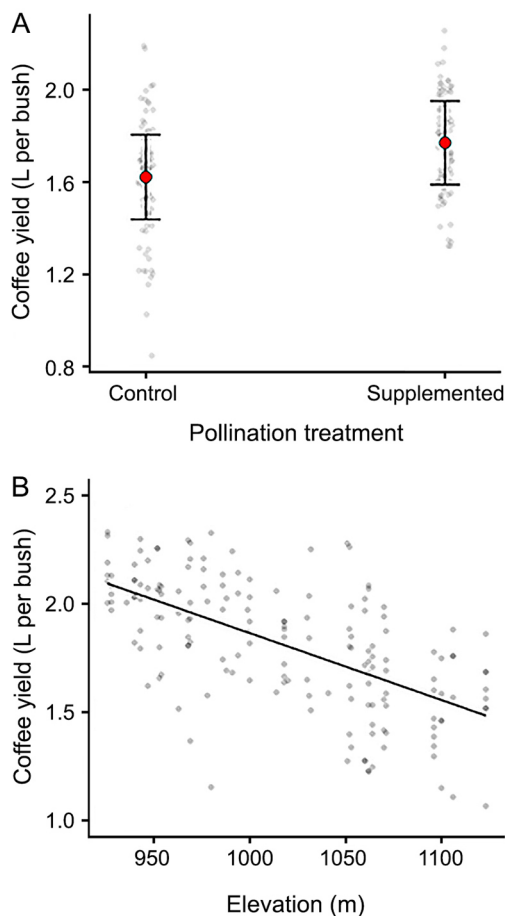 A
Coffee yield (L per bush)
2.0
1.6
1.2
0.8
Control
Supplemented
Pollination treatment
B
Coffee yield (L per bush)
2.5
2.0
1.5
1.0
950
1000
1050
1100
Elevation (m)